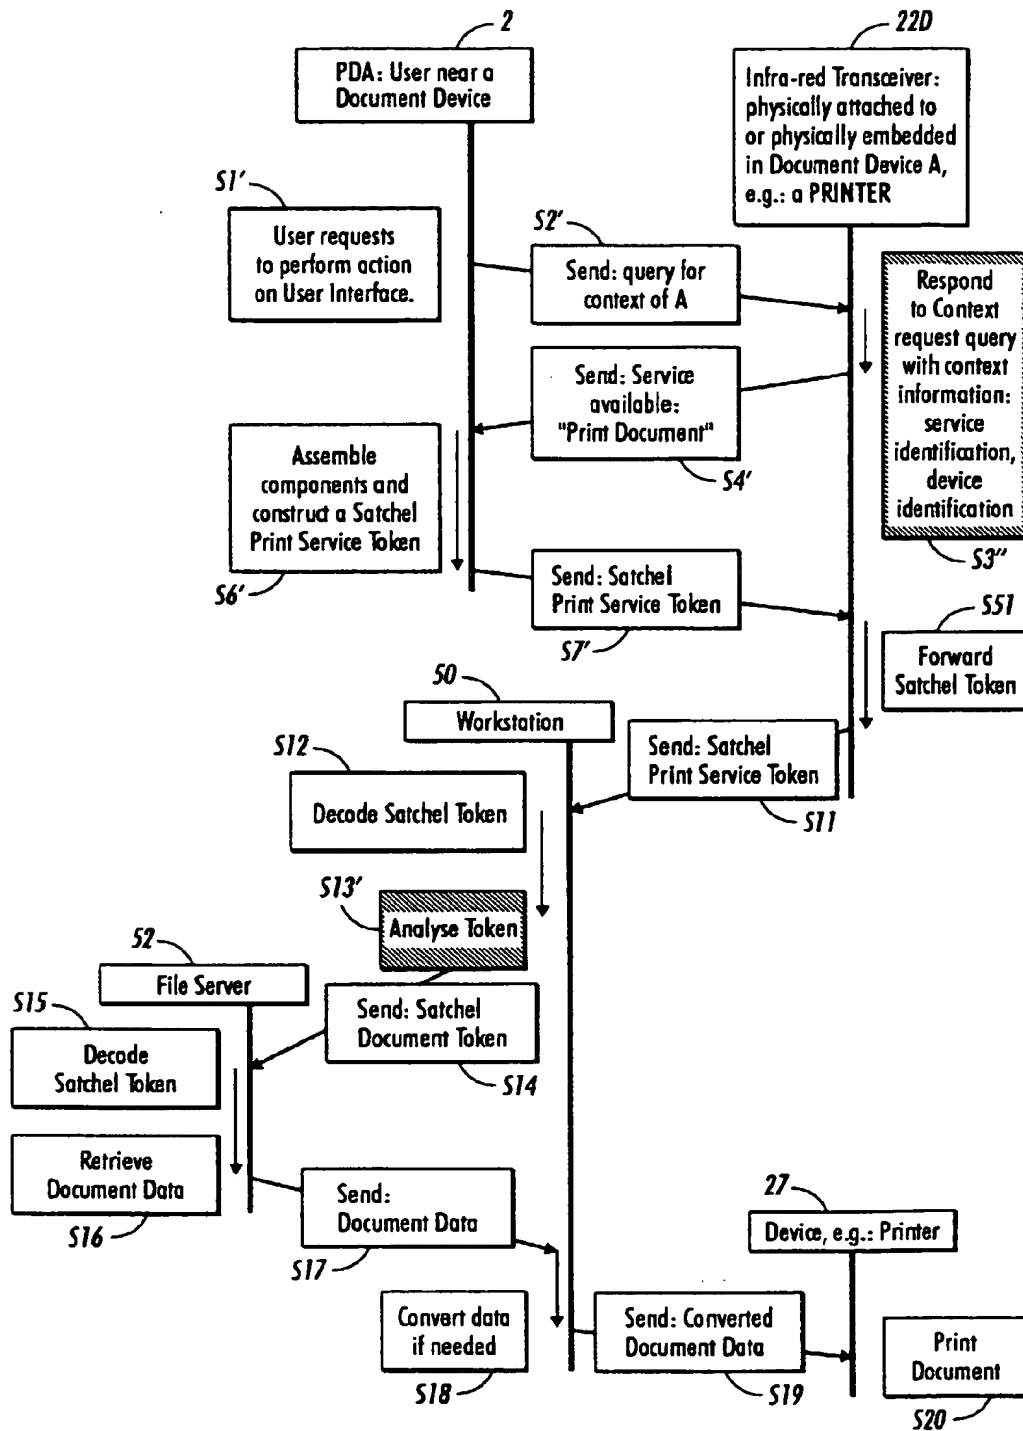 2
22D
PDA: User near a
Document Device
Infra-red Transceiver:
physically attached to
or physically embedded
in Document Device A,
e.g.: a PRINTER
S1'
User requests
to perform action
on User Interface.
S2'
Send: query for
context of A
Respond
to Context
request query
with context
information:
service
identification,
device
identification
S3"
Send: Service
available:
"Print Document"
S4'
Assemble
components and
construct a Satchel
Print Service Token
S6'
Send: Satchel
Print Service Token
S7'
S51
Forward
Satchel Token
50
Workstation
Send: Satchel
Print Service Token
S11
S12
Decode Satchel Token
S13'
Analyse Token
52
File Server
Send: Satchel
Document Token
S14
S15
Decode
Satchel Token
Retrieve
Document Data
S16
Send:
Document Data
S17
27
Device, e.g.: Printer
Convert data
if needed
S18
Send: Converted
Document Data
S19
Print
Document
S20